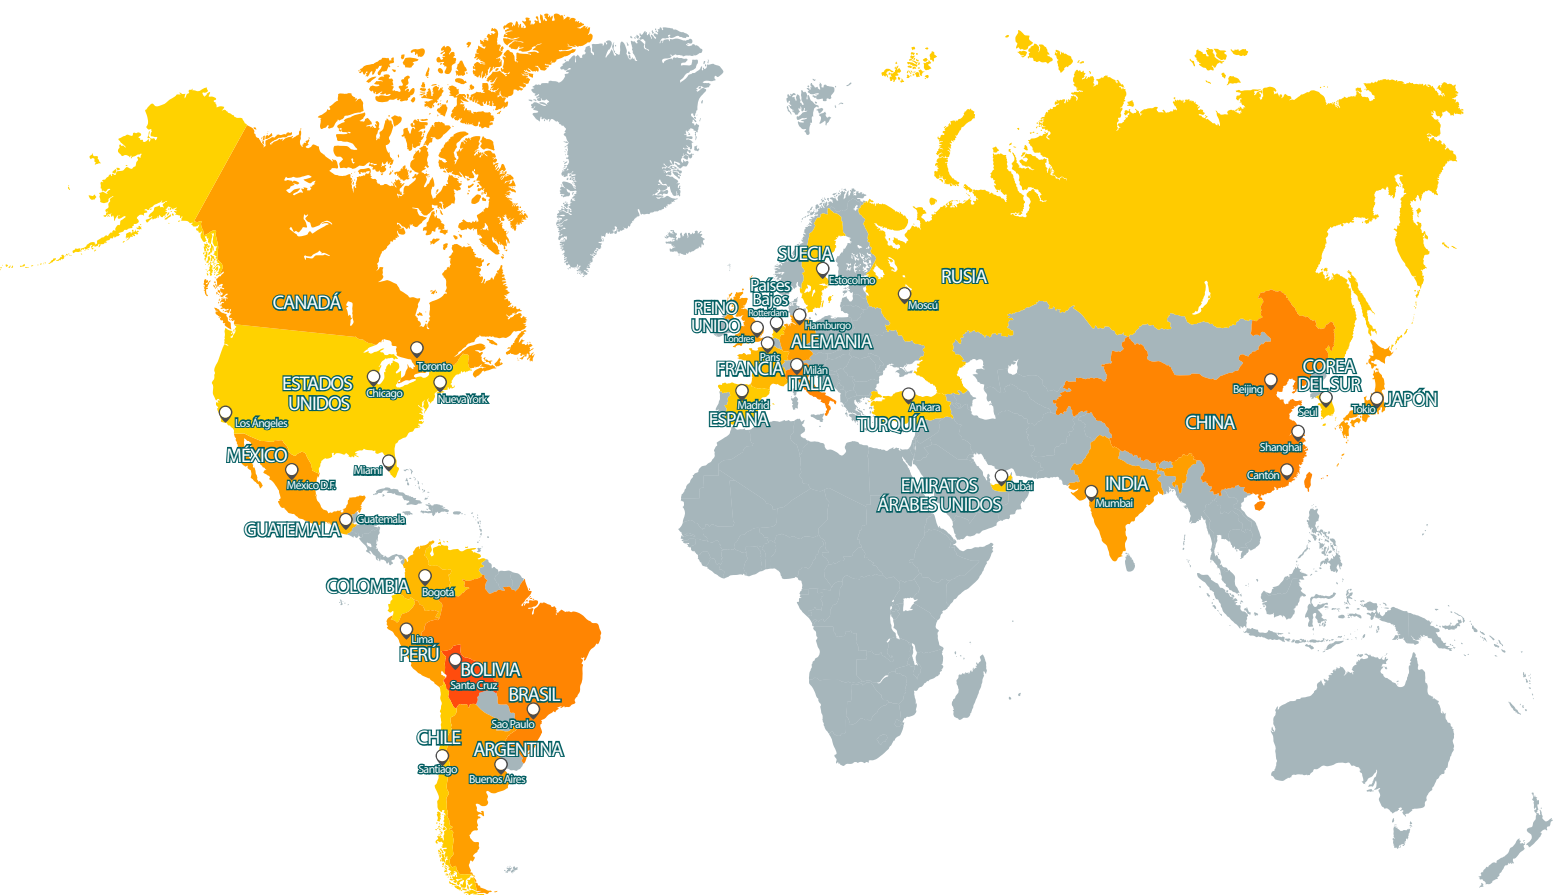 CANADÁ
Toronto
ESTADOS
UNIDOS
Chicago
Nueva York
Los Ángeles
Miami
MÉXICO
México D.F.
GUATEMALA
Guatemala
COLOMBIA
Bogotá
Lima
PERÚ
BOLIVIA
Santa Cruz
BRASIL
Sao Paulo
CHILE
Santiago
ARGENTINA
Buenos Aires
SUECIA
Estocolmo
Países
Bajos
Rotterdam
REINO
UNIDO
Londres
Hamburgo
ALEMANIA
París
FRANCIA
Milán
ITALIA
Madrid
ESPAÑA
RUSIA
Moscú
Ankara
TURQUÍA
EMIRATOS
ÁRABES UNIDOS
Dubái
INDIA
Mumbai
CHINA
Beijing
Shanghai
Cantón
COREA
DEL SUR
Seúl
Tokio
JAPÓN